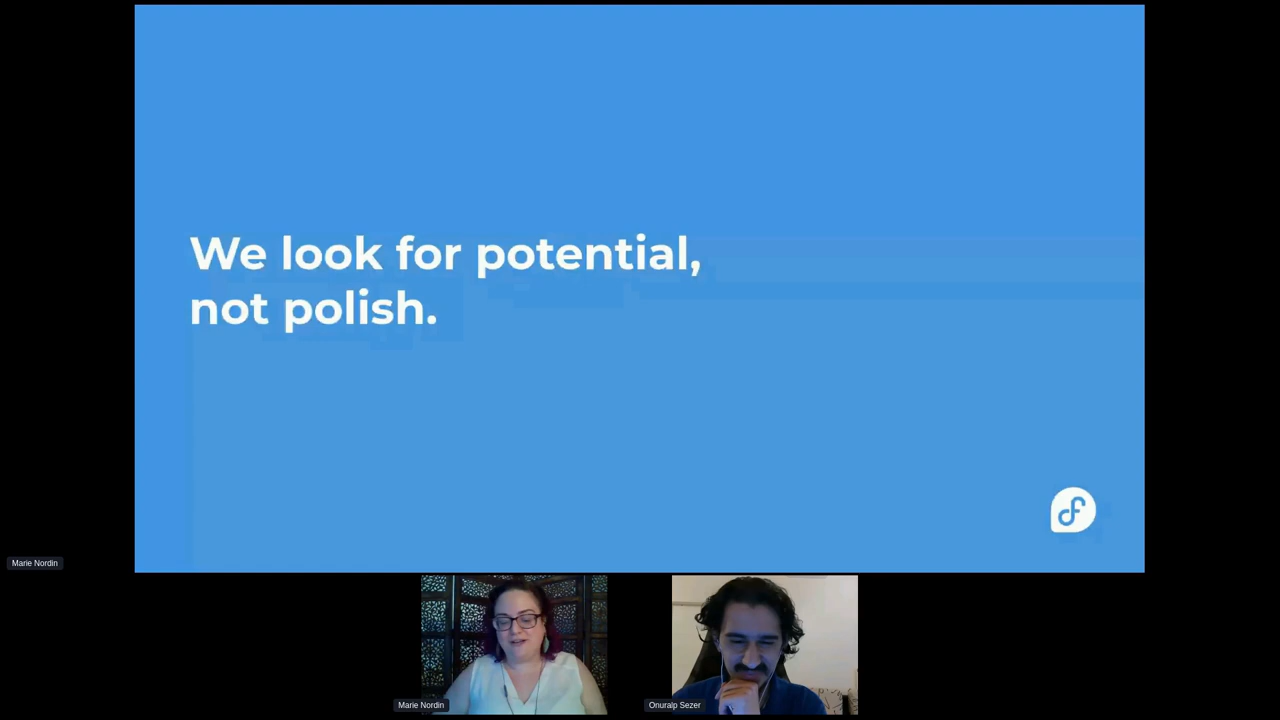 We look for potential,
not polish.
Marie Nordin
Marie Nordin
Onuralp Sezer